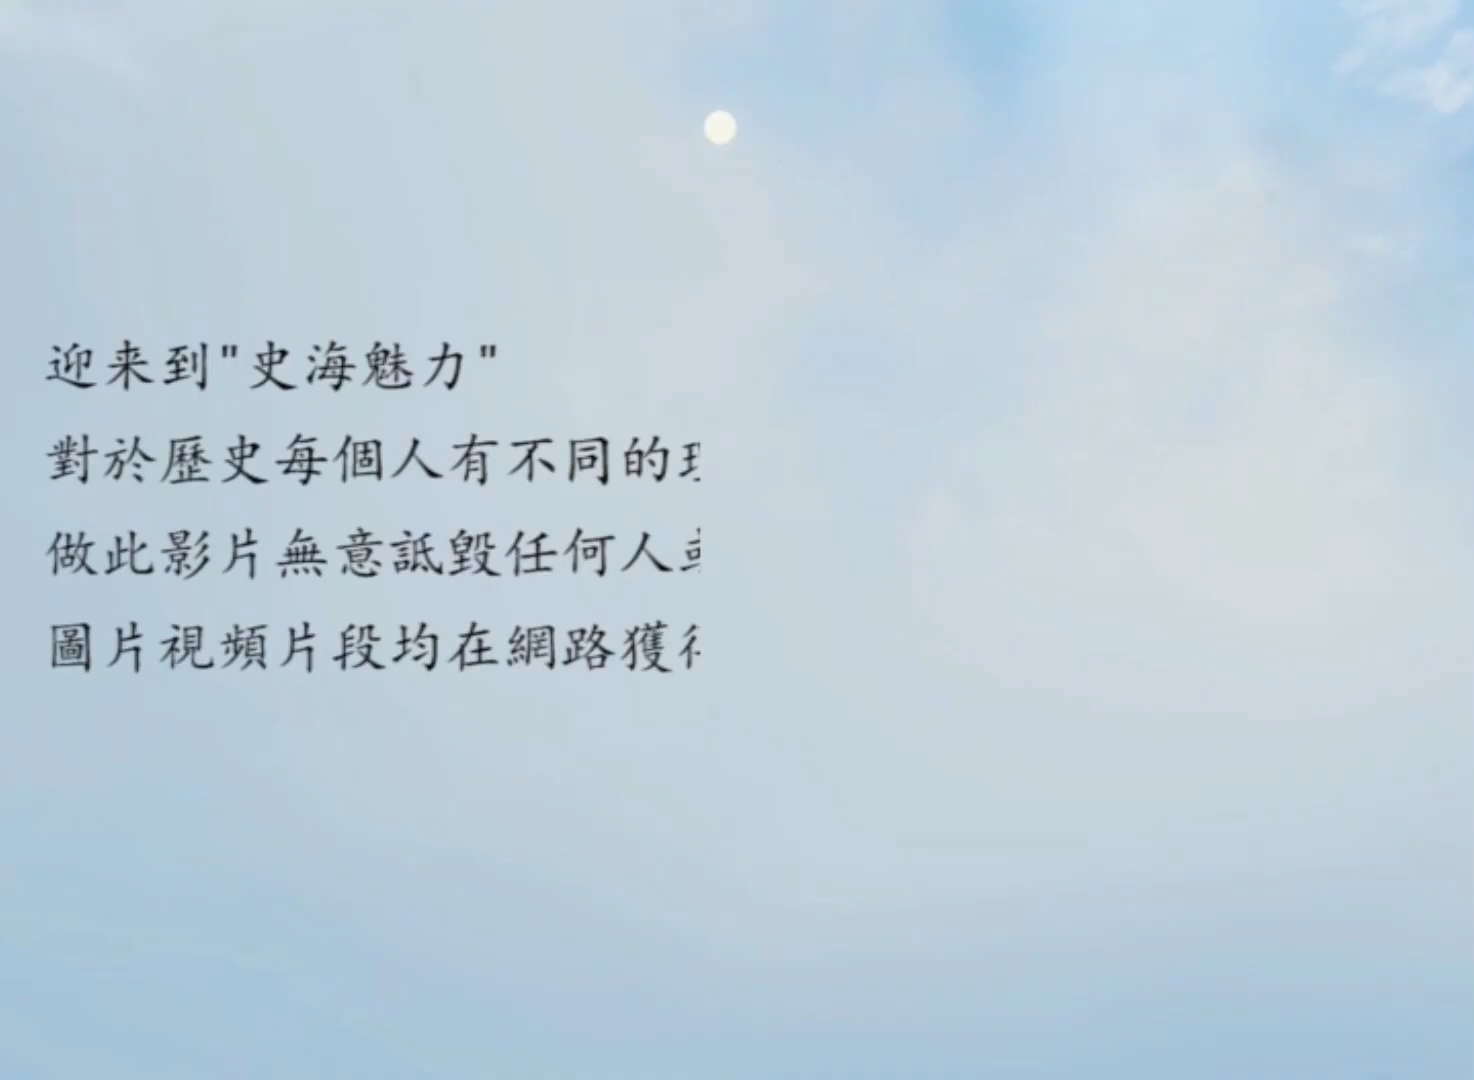 迎来到"史海魅力"
對於歷史每個人有不同的
做此影片無意詆毀任何人
圖片視頻片段均在網路獲